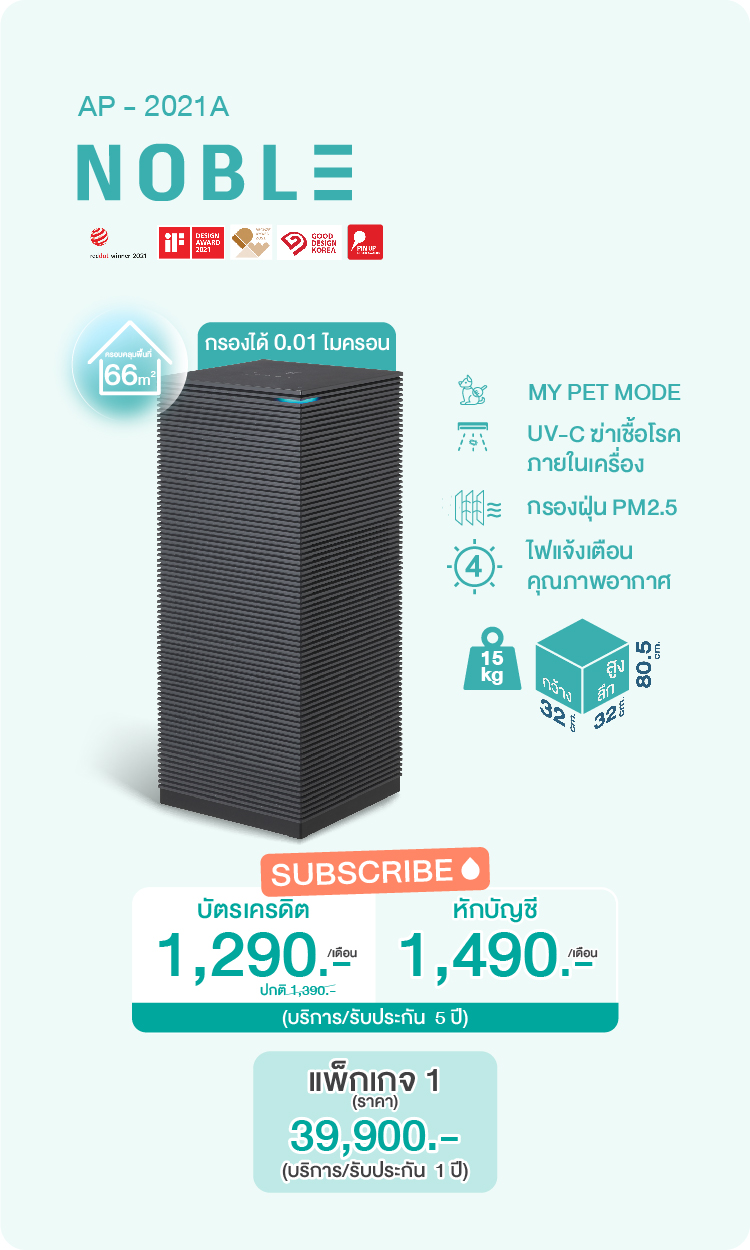 AP - 2021A
NOBLE
reddot winner 2021
iF
DESIGN
AWARD
2021
GOOD
DESIGN
KOREA
PIN UP
ครอบคลุมพื้นที่
66m²
กรองได้ 0.01 ไมครอน
MY PET MODE
UV-C ฆ่าเชื้อโรค
ภายในเครื่อง
กรองฝุ่น PM2.5
4
ไฟแจ้งเตือน
คุณภาพอากาศ
15
kg
กว้าง
ลึก
สูง
32 cm.
32 cm.
80.5 cm.
SUBSCRIBE
บัตรเครดิต
1,290.-/เดือน
ปกติ 1,390.-
หักบัญชี
1,490.-/เดือน
(บริการ/รับประกัน 5 ปี)
แพ็กเกจ 1
(ราคา)
39,900.-
(บริการ/รับประกัน 1 ปี)